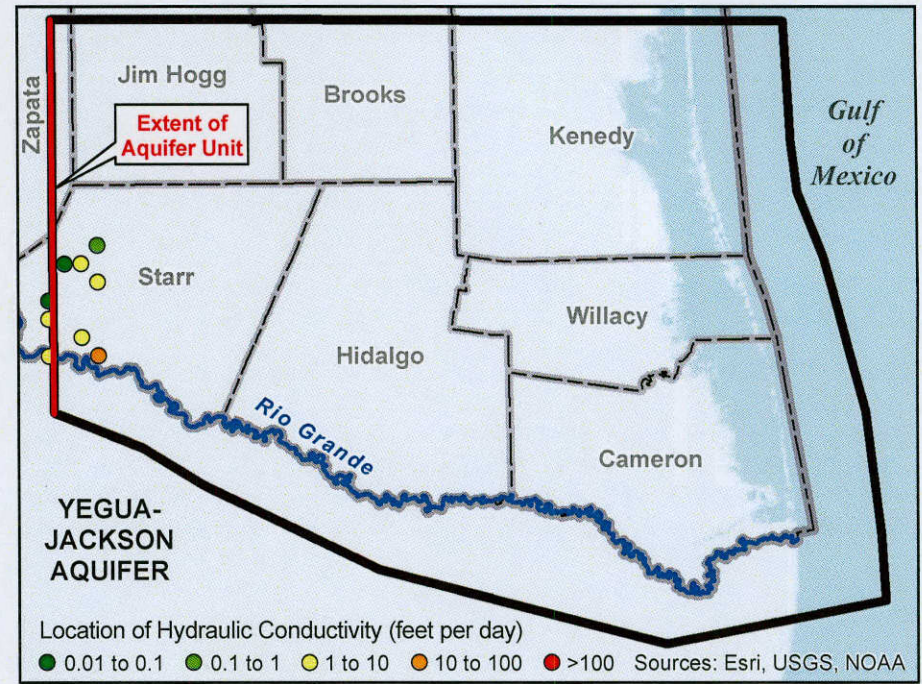 Zapata
Jim Hogg
Brooks
Kenedy
Gulf
of
Mexico
Extent of
Aquifer Unit
Starr
Hidalgo
Willacy
Cameron
Rio Grande
YEGUA-
JACKSON
AQUIFER
Location of Hydraulic Conductivity (feet per day)
0.01 to 0.1 0.1 to 1 1 to 10 10 to 100 >100 Sources: Esri, USGS, NOAA